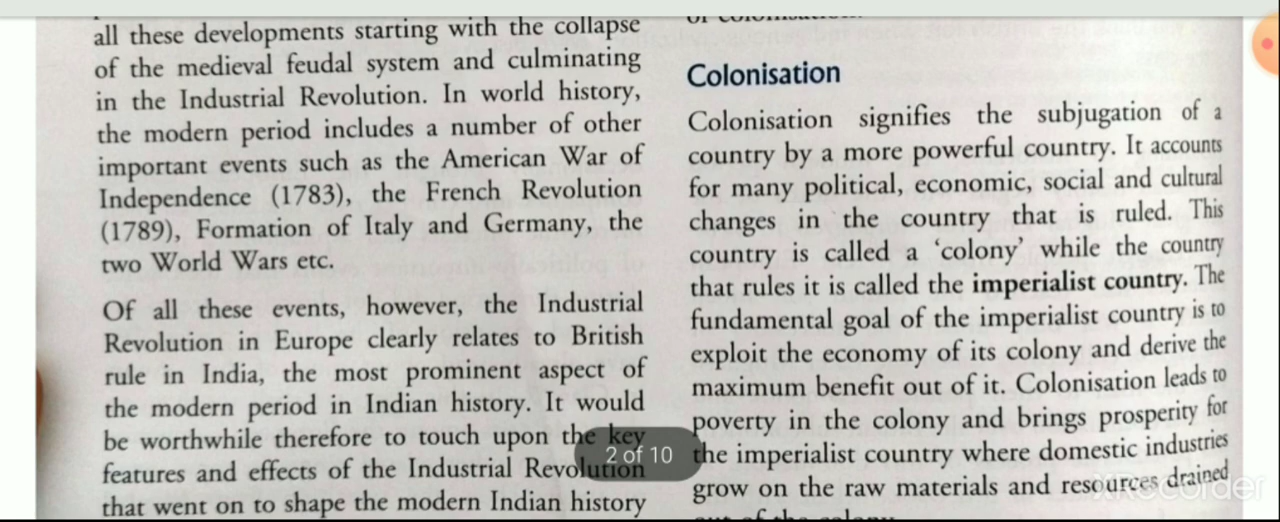 all these developments starting with the collapse
of the medieval feudal system and culminating
in the Industrial Revolution. In world history,
the modern period includes a number of other
important events such as the American War of
Independence (1783), the French Revolution
(1789), Formation of Italy and Germany, the
two World Wars etc.
Of all these events, however, the Industrial
Revolution in Europe clearly relates to British
rule in India, the most prominent aspect of
the modern period in Indian history. It would
be worthwhile therefore to touch upon the key
features and effects of the Industrial Revolution
that went on to shape the modern Indian history
Colonisation
Colonisation signifies the subjugation of a
country by a more powerful country. It accounts
for many political, economic, social and cultural
changes in the country that is ruled. This
country is called a ‘colony’ while the country
that rules it is called the imperialist country. The
fundamental goal of the imperialist country is to
exploit the economy of its colony and derive the
maximum benefit out of it. Colonisation leads to
poverty in the colony and brings prosperity for
the imperialist country where domestic industries
grow on the raw materials and resources drained
out of the colony
2 of 10
XRecorder